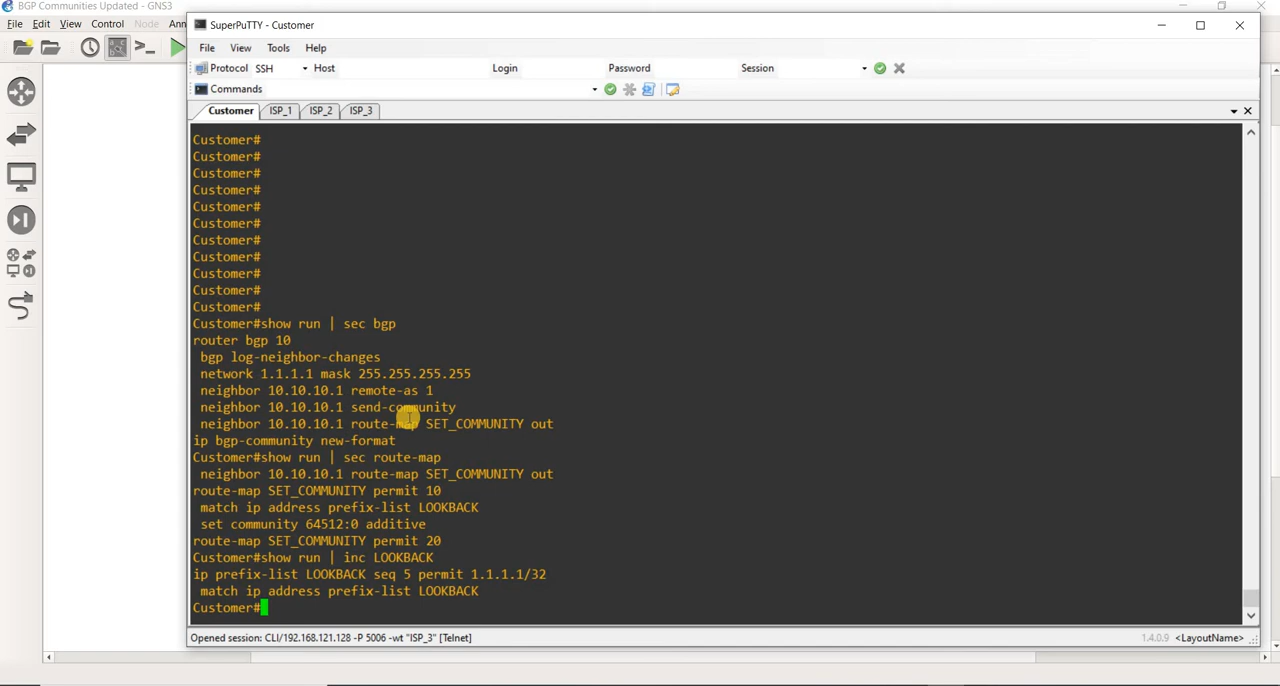 BGP Communities Updated - GNS3
File Edit View Control Node Ann
SuperPuTTY - Customer
File View Tools Help
Protocol SSH Host Login Password Session
Commands
Customer ISP_1 ISP_2 ISP_3
Customer#
Customer#
Customer#
Customer#
Customer#
Customer#
Customer#
Customer#
Customer#
Customer#
Customer#
Customer#show run | sec bgp
router bgp 10
bgp log-neighbor-changes
network 1.1.1.1 mask 255.255.255.255
neighbor 10.10.10.1 remote-as 1
neighbor 10.10.10.1 send-community
neighbor 10.10.10.1 route-map SET_COMMUNITY out
ip bgp-community new-format
Customer#show run | sec route-map
neighbor 10.10.10.1 route-map SET_COMMUNITY out
route-map SET_COMMUNITY permit 10
match ip address prefix-list LOOKBACK
set community 64512:0 additive
route-map SET_COMMUNITY permit 20
Customer#show run | inc LOOKBACK
ip prefix-list LOOKBACK seq 5 permit 1.1.1.1/32
match ip address prefix-list LOOKBACK
Customer#
Opened session: CLI/192.168.121.128 -P 5006 -wt "ISP_3" [Telnet] 1.4.0.9 <LayoutName>